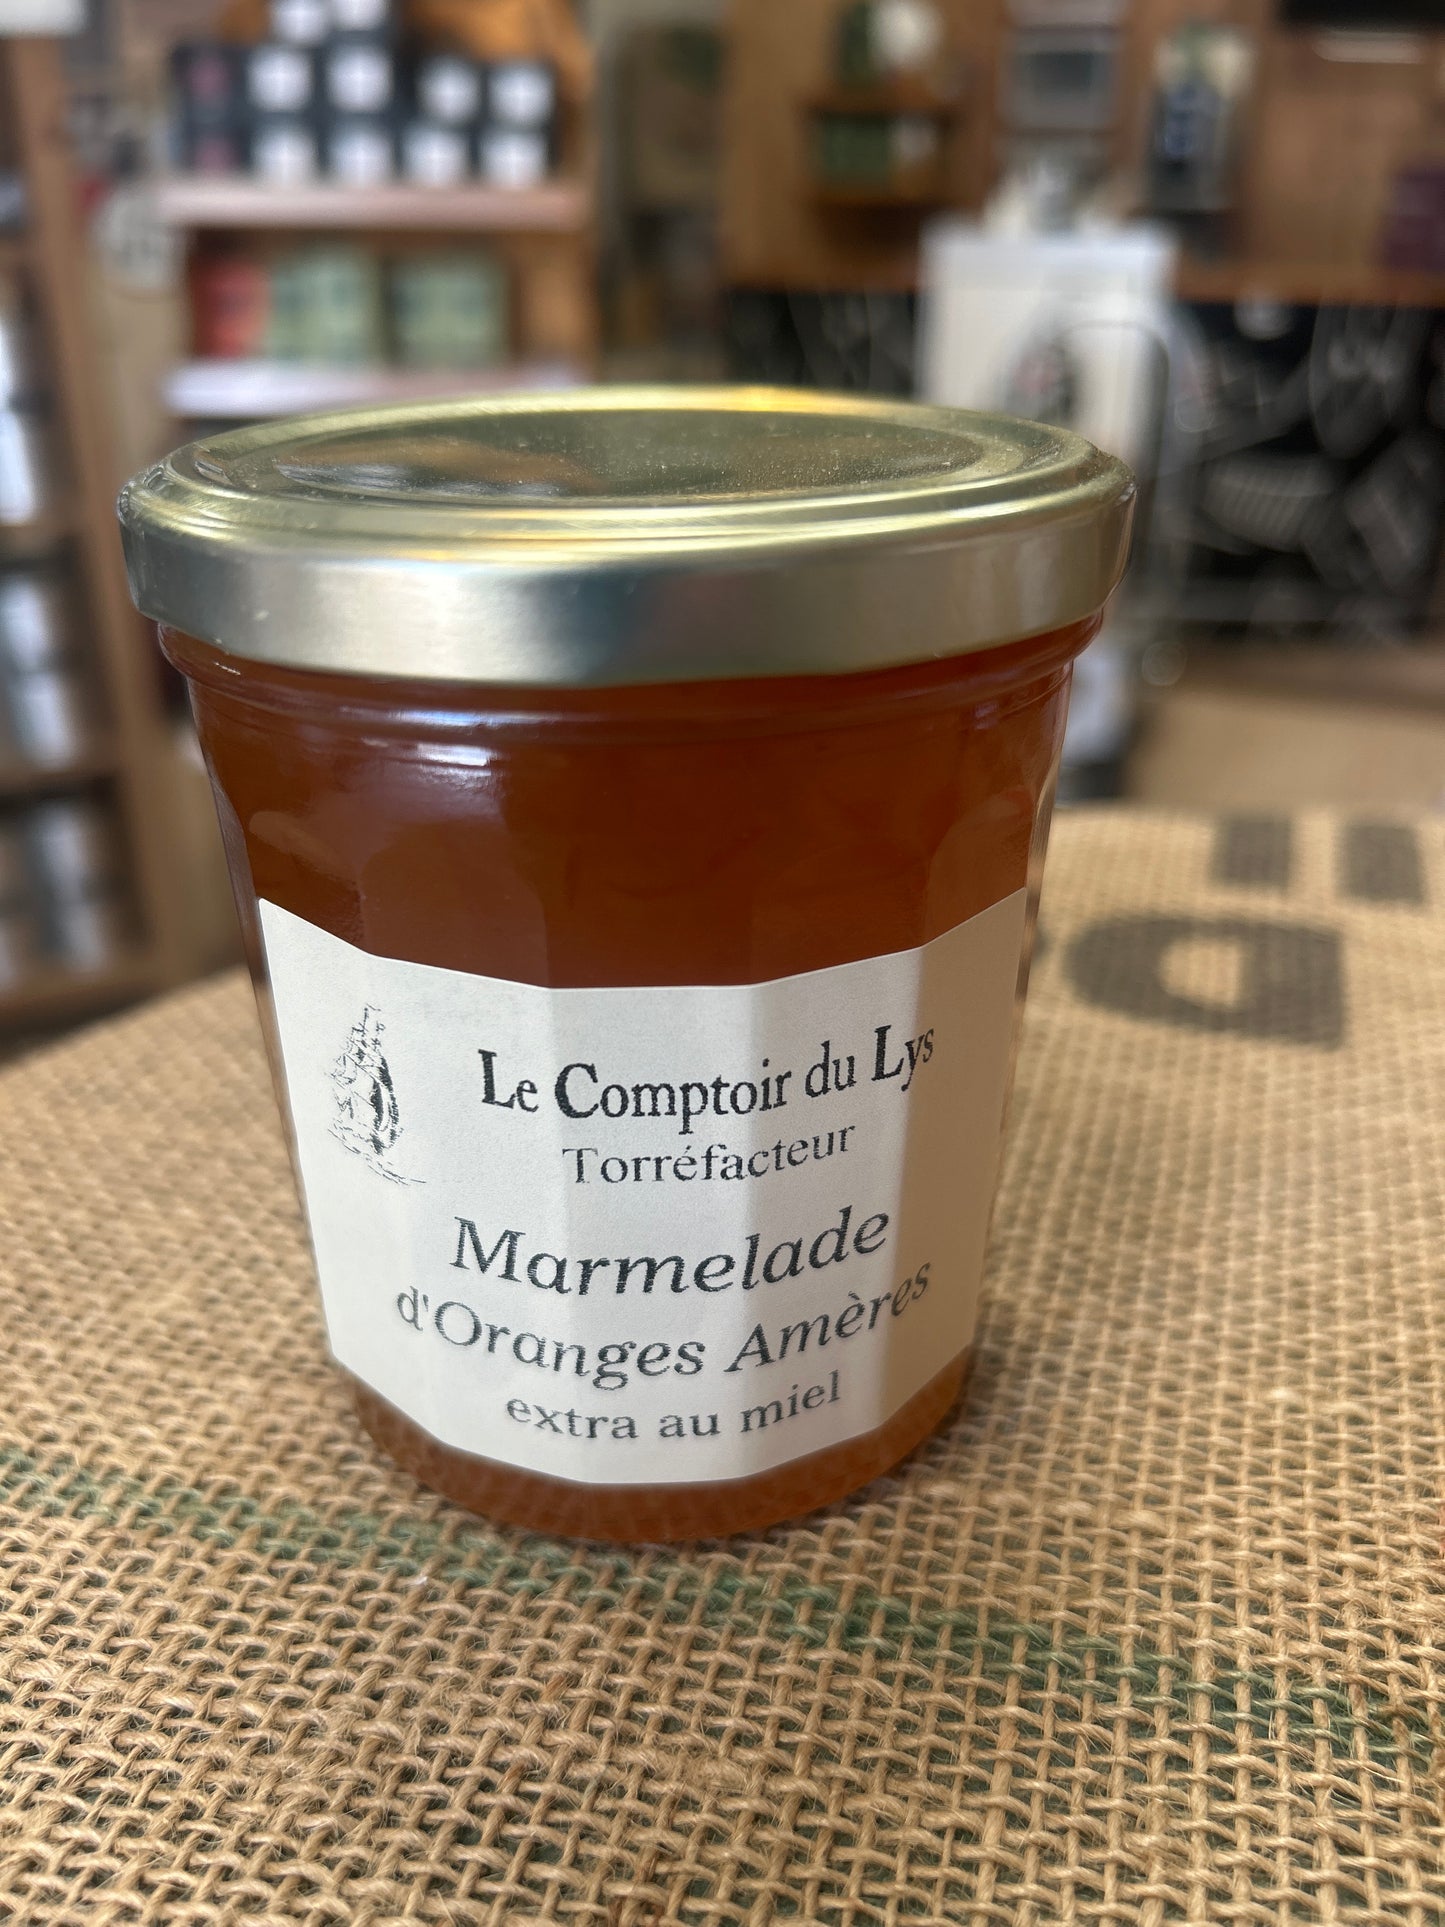 Le Comptoir du Lys
Torréfacteur
Marmelade
d'Oranges Amères
extra au miel